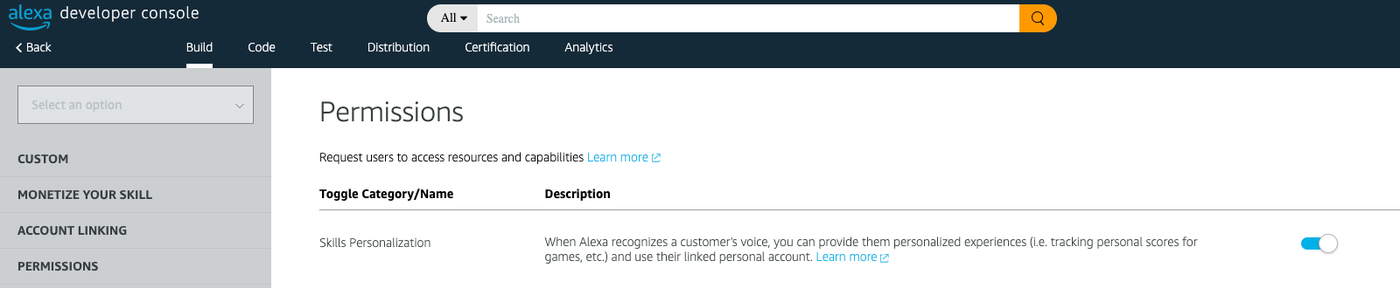 alexa developer console
All
Search
Back
Build Code Test Distribution Certification Analytics
Select an option
CUSTOM
MONETIZE YOUR SKILL
ACCOUNT LINKING
PERMISSIONS
Permissions
Request users to access resources and capabilities Learn more
Toggle Category/Name Description
Skills Personalization
When Alexa recognizes a customer's voice, you can provide them personalized experiences (i.e. tracking personal scores for
games, etc.) and use their linked personal account. Learn more